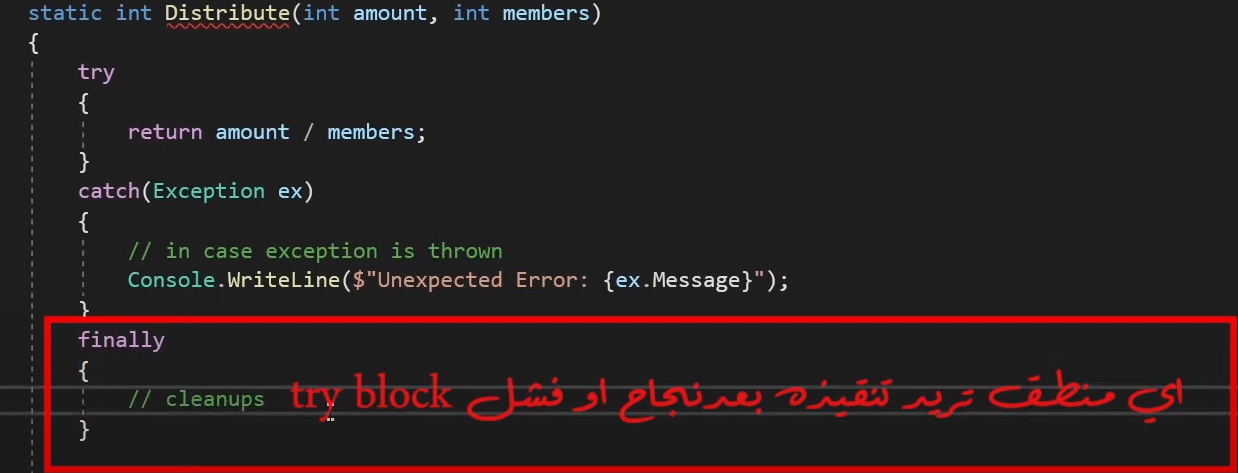 static int Distribute(int amount, int members)
{
try
{
return amount / members;
}
catch(Exception ex)
{
// in case exception is thrown
Console.WriteLine($"Unexpected Error: {ex.Message}");
}
finally
{
// cleanups اي منطق تريد تنقيذه بعد نجاح او فشل try block
}